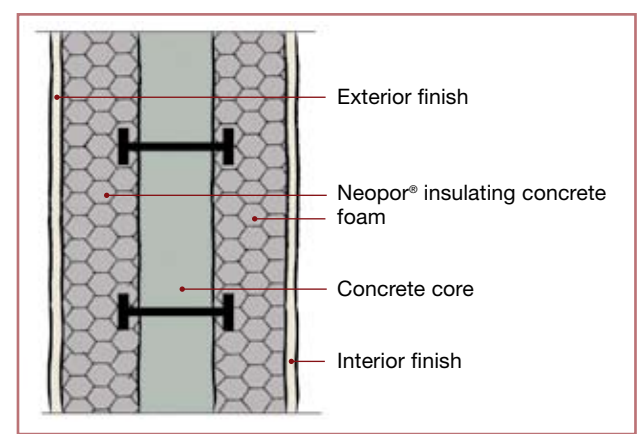 Exterior finish
Neopor® insulating concrete
foam
Concrete core
Interior finish